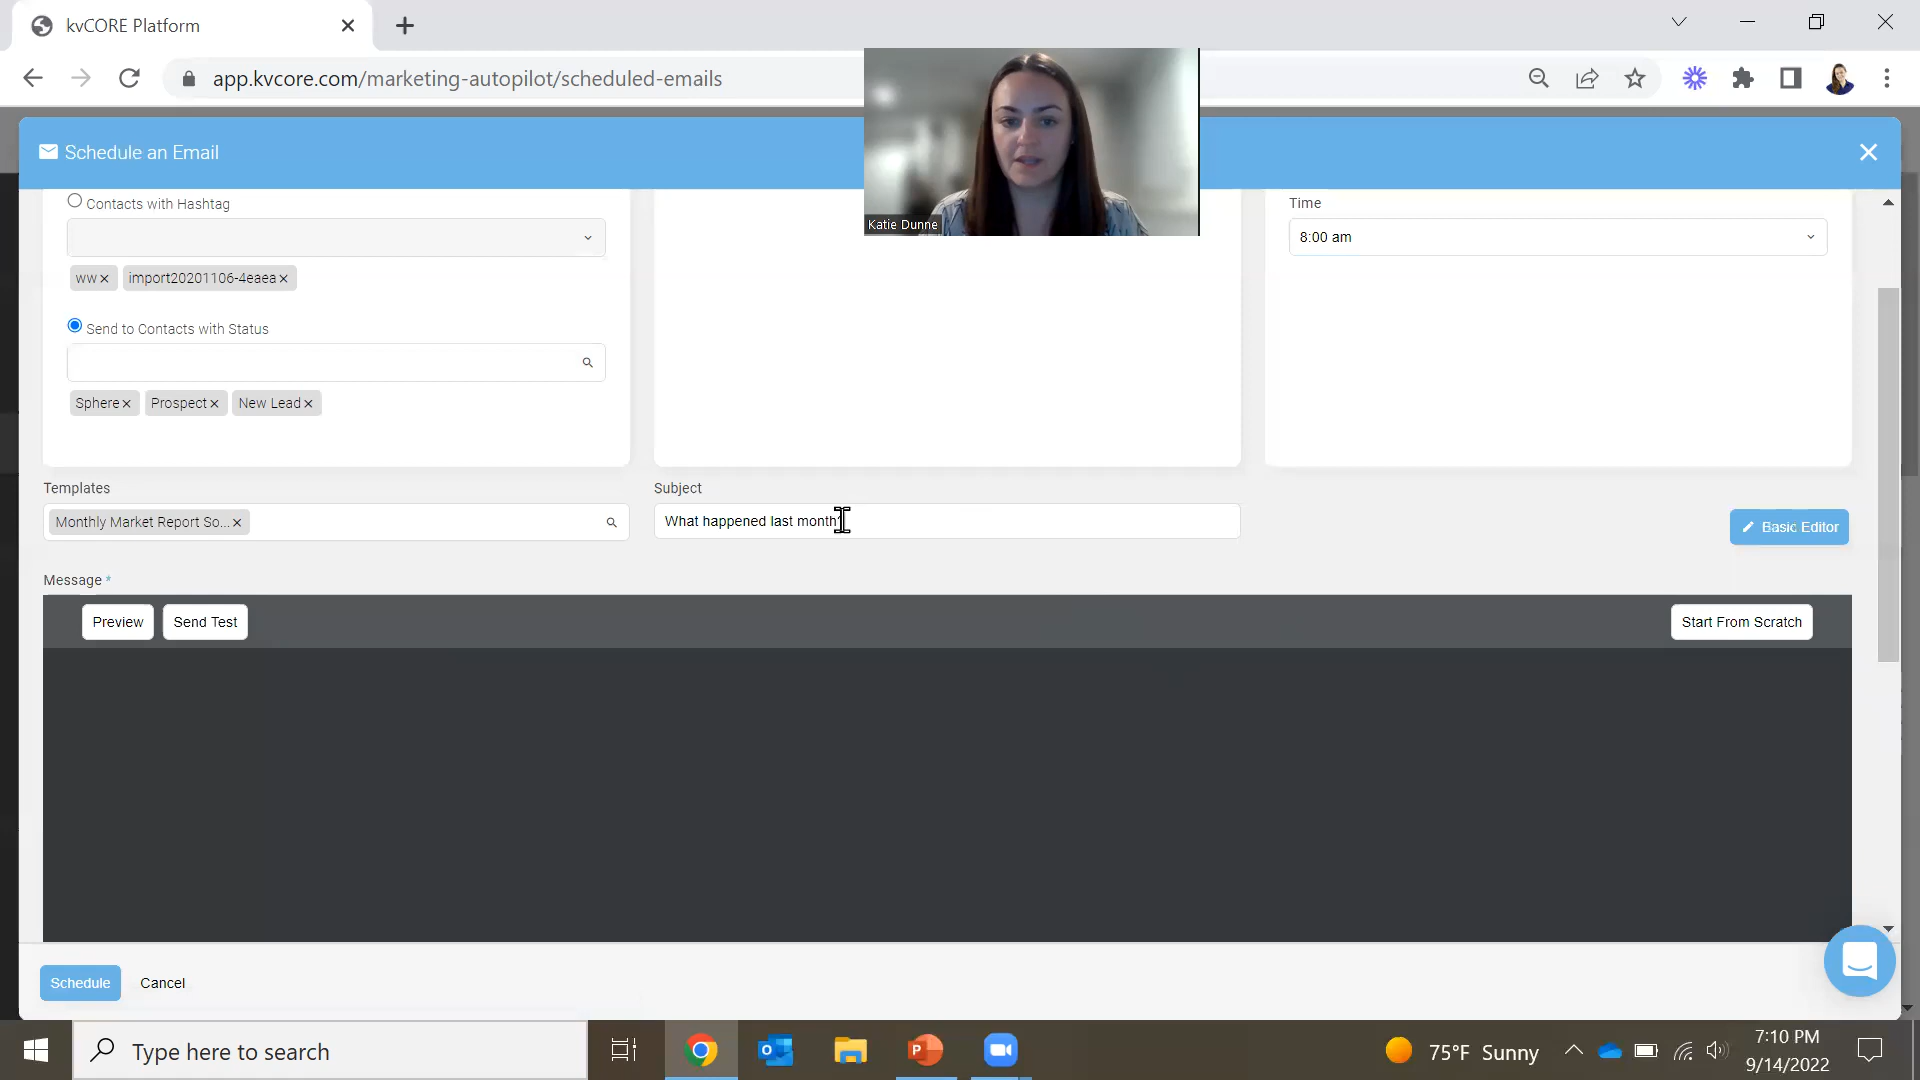 kvCORE Platform
app.kvcore.com/marketing-autopilot/scheduled-emails
Schedule an Email
Katie Dunne
Contacts with Hashtag
ww
import20201106-4eaea
Send to Contacts with Status
Sphere
Prospect
New Lead
Time
8:00 am
Templates
Monthly Market Report So...
Subject
What happened last month?
Basic Editor
Message *
Preview
Send Test
Start From Scratch
Schedule
Cancel
Type here to search
75°F Sunny
7:10 PM
9/14/2022